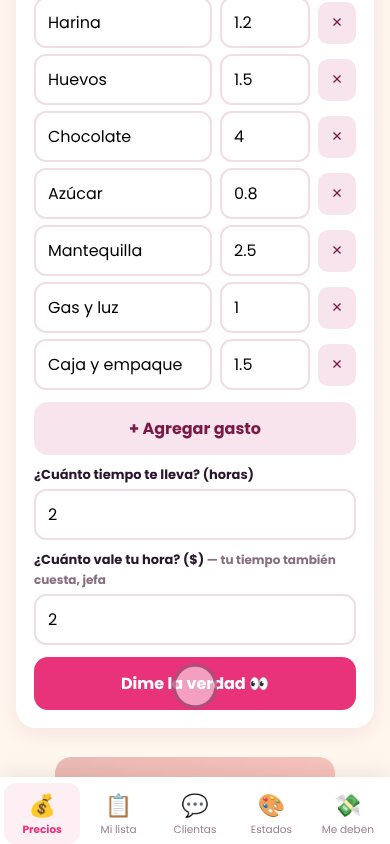 Harina 1.2 ×
Huevos 1.5 ×
Chocolate 4 ×
Azúcar 0.8 ×
Mantequilla 2.5 ×
Gas y luz 1 ×
Caja y empaque 1.5 ×
+ Agregar gasto
¿Cuánto tiempo te lleva? (horas)
2
¿Cuánto vale tu hora? ($) — tu tiempo también
cuesta, jefa
2
Dime la verdad 👀
Precios Mi lista Clientas Estados Me deben